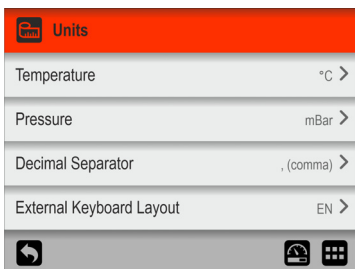 Units
Temperature °C
Pressure mBar
Decimal Separator , (comma)
External Keyboard Layout EN